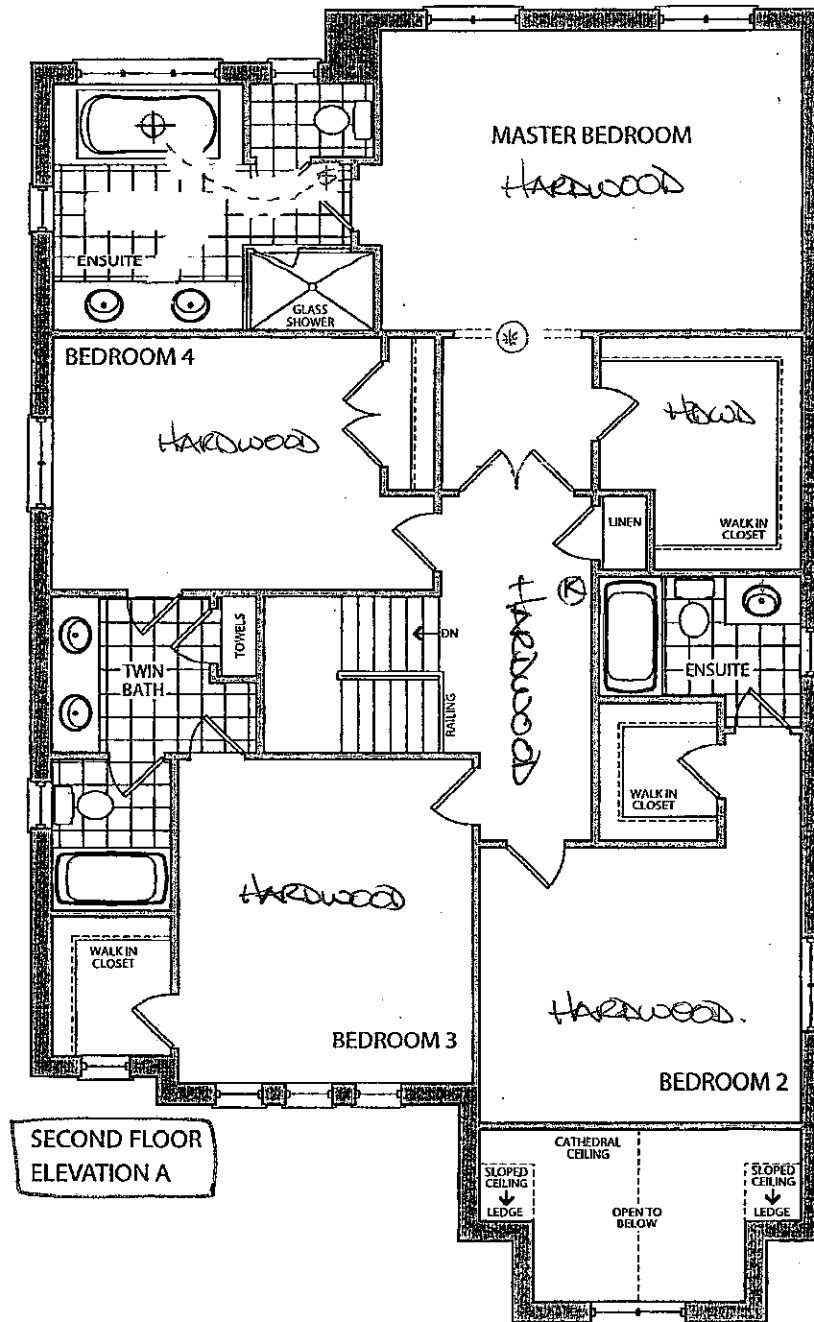 MASTER BEDROOM
HARDWOOD
ENSUITE
GLASS
SHOWER
BEDROOM 4
HARDWOOD
HDWD
WALK IN
CLOSET
LINEN
HARDWOOD
K
TOWELS
DN
RAILING
TWIN
BATH
ENSUITE
WALK IN
CLOSET
HARDWOOD
WALK IN
CLOSET
BEDROOM 3
HARDWOOD.
BEDROOM 2
SECOND FLOOR
ELEVATION A
CATHEDRAL
CEILING
SLOPED
CEILING
LEDGE
OPEN TO
BELOW
SLOPED
CEILING
LEDGE